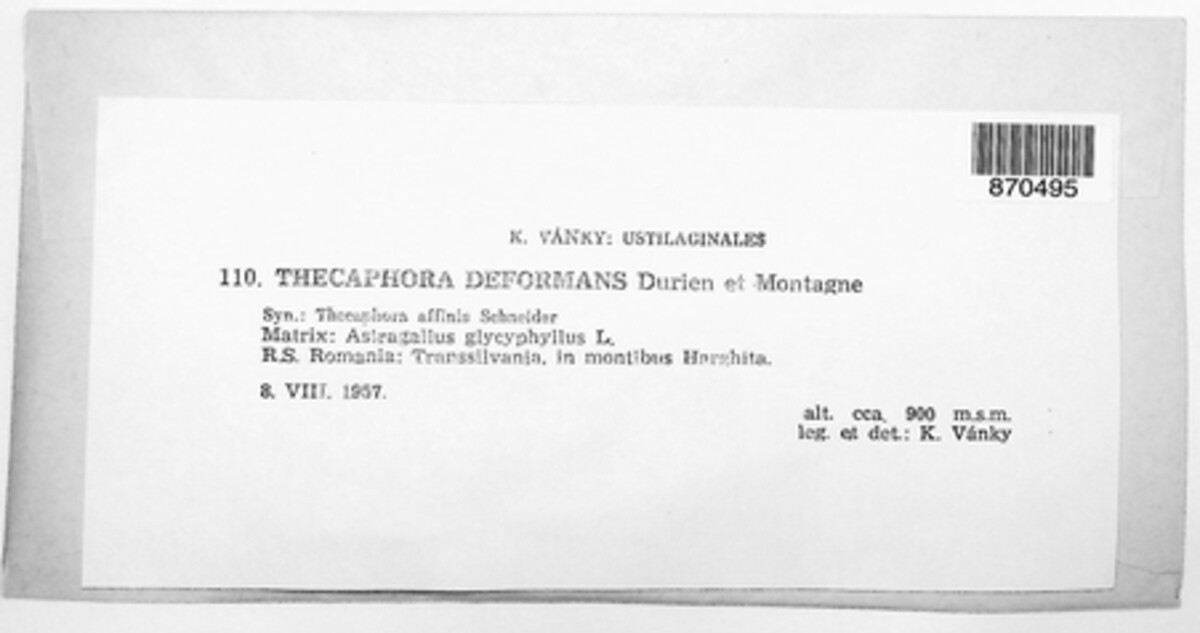 870495
K. VÁNKY: USTILAGINALES
110. THECAPHORA DEFORMANS Durien et Montagne
Syn.: Thecaphora affinis Schneider
Matrix: Astragallus glycyphyllus L.
R.S. Romania: Transsilvania, in montibus Harghita.
8. VIII. 1967.
alt. cca. 900 m.s.m.
leg. et det.: K. Vánky